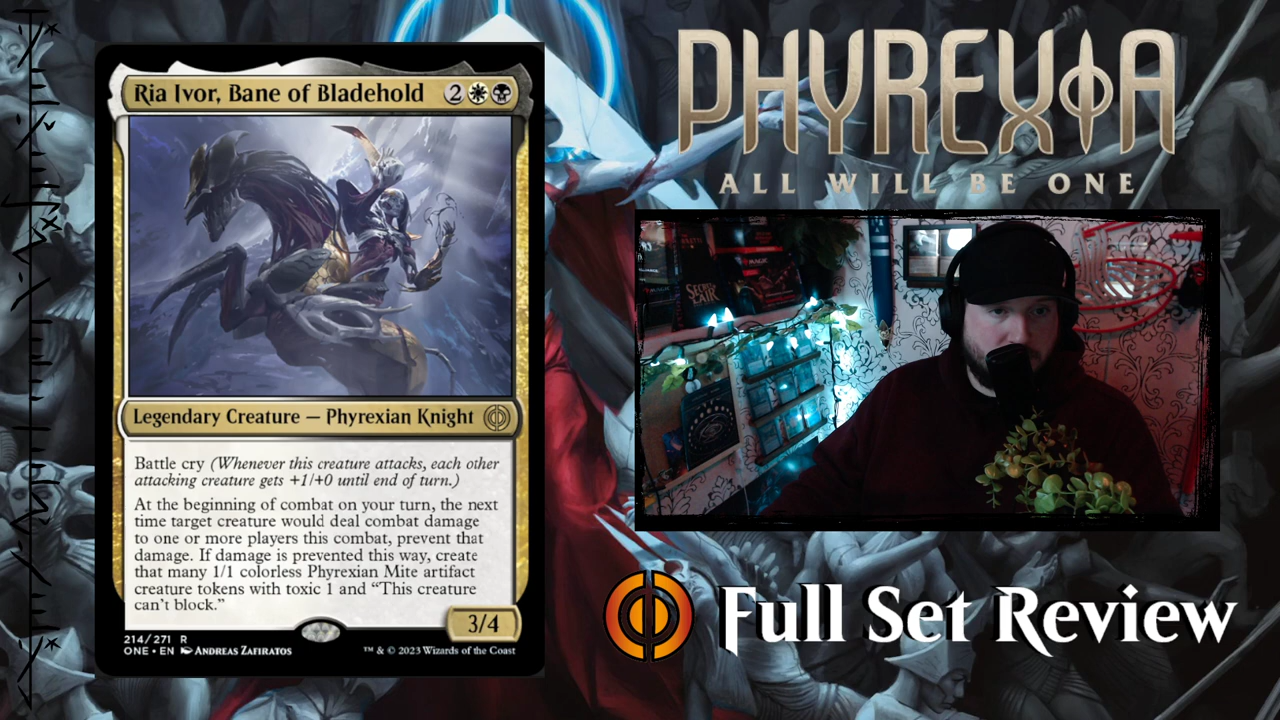 Ria Ivor, Bane of Bladehold 2
Legendary Creature — Phyrexian Knight
Battle cry (Whenever this creature attacks, each other
attacking creature gets +1/+0 until end of turn.)
At the beginning of combat on your turn, the next
time target creature would deal combat damage
to one or more players this combat, prevent that
damage. If damage is prevented this way, create
that many 1/1 colorless Phyrexian Mite artifact
creature tokens with toxic 1 and “This creature
can’t block.”
3/4
214/271 R
ONE • EN ANDREAS ZAFIRATOS
™ & © 2023 Wizards of the Coast
PHYREXIA
ALL WILL BE ONE
SECRET
LAIR
MAGIC
Full Set Review